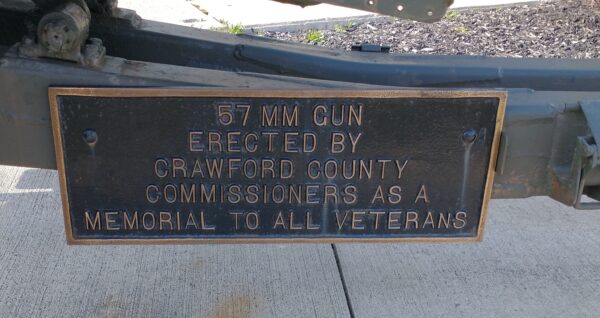 57 MM GUN
ERECTED BY
CRAWFORD COUNTY
COMMISSIONERS AS A
MEMORIAL TO ALL VETERANS